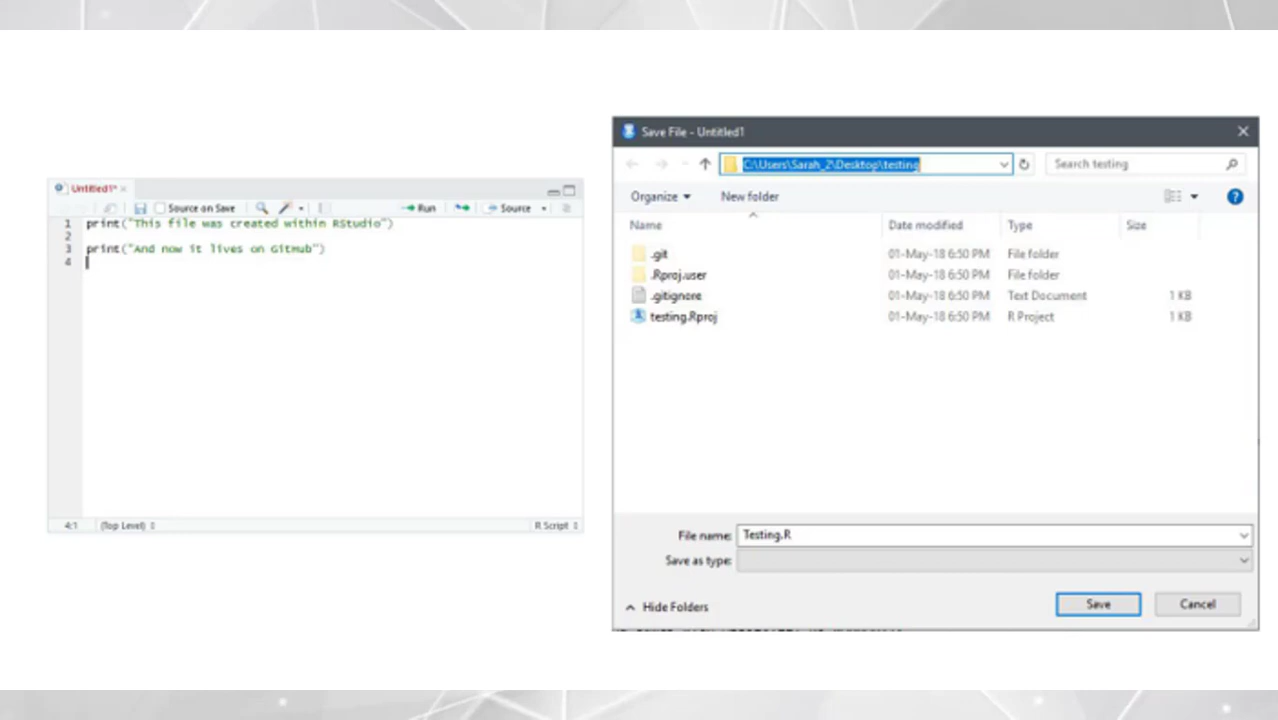 Untitled1*
Source on Save
Run
Source
1 print("This file was created within RStudio")
2
3 print("And now it lives on GitHub")
4
4:1 (Top Level) R Script
Save File - Untitled1
C:\Users\Sarah_2\Desktop\testing
Search testing
Organize New folder
Name Date modified Type Size
.git 01-May-18 6:50 PM File folder
.Rproj.user 01-May-18 6:50 PM File folder
.gitignore 01-May-18 6:50 PM Text Document 1 KB
testing.Rproj 01-May-18 6:50 PM R Project 1 KB
File name: Testing.R
Save as type:
Hide Folders Save Cancel